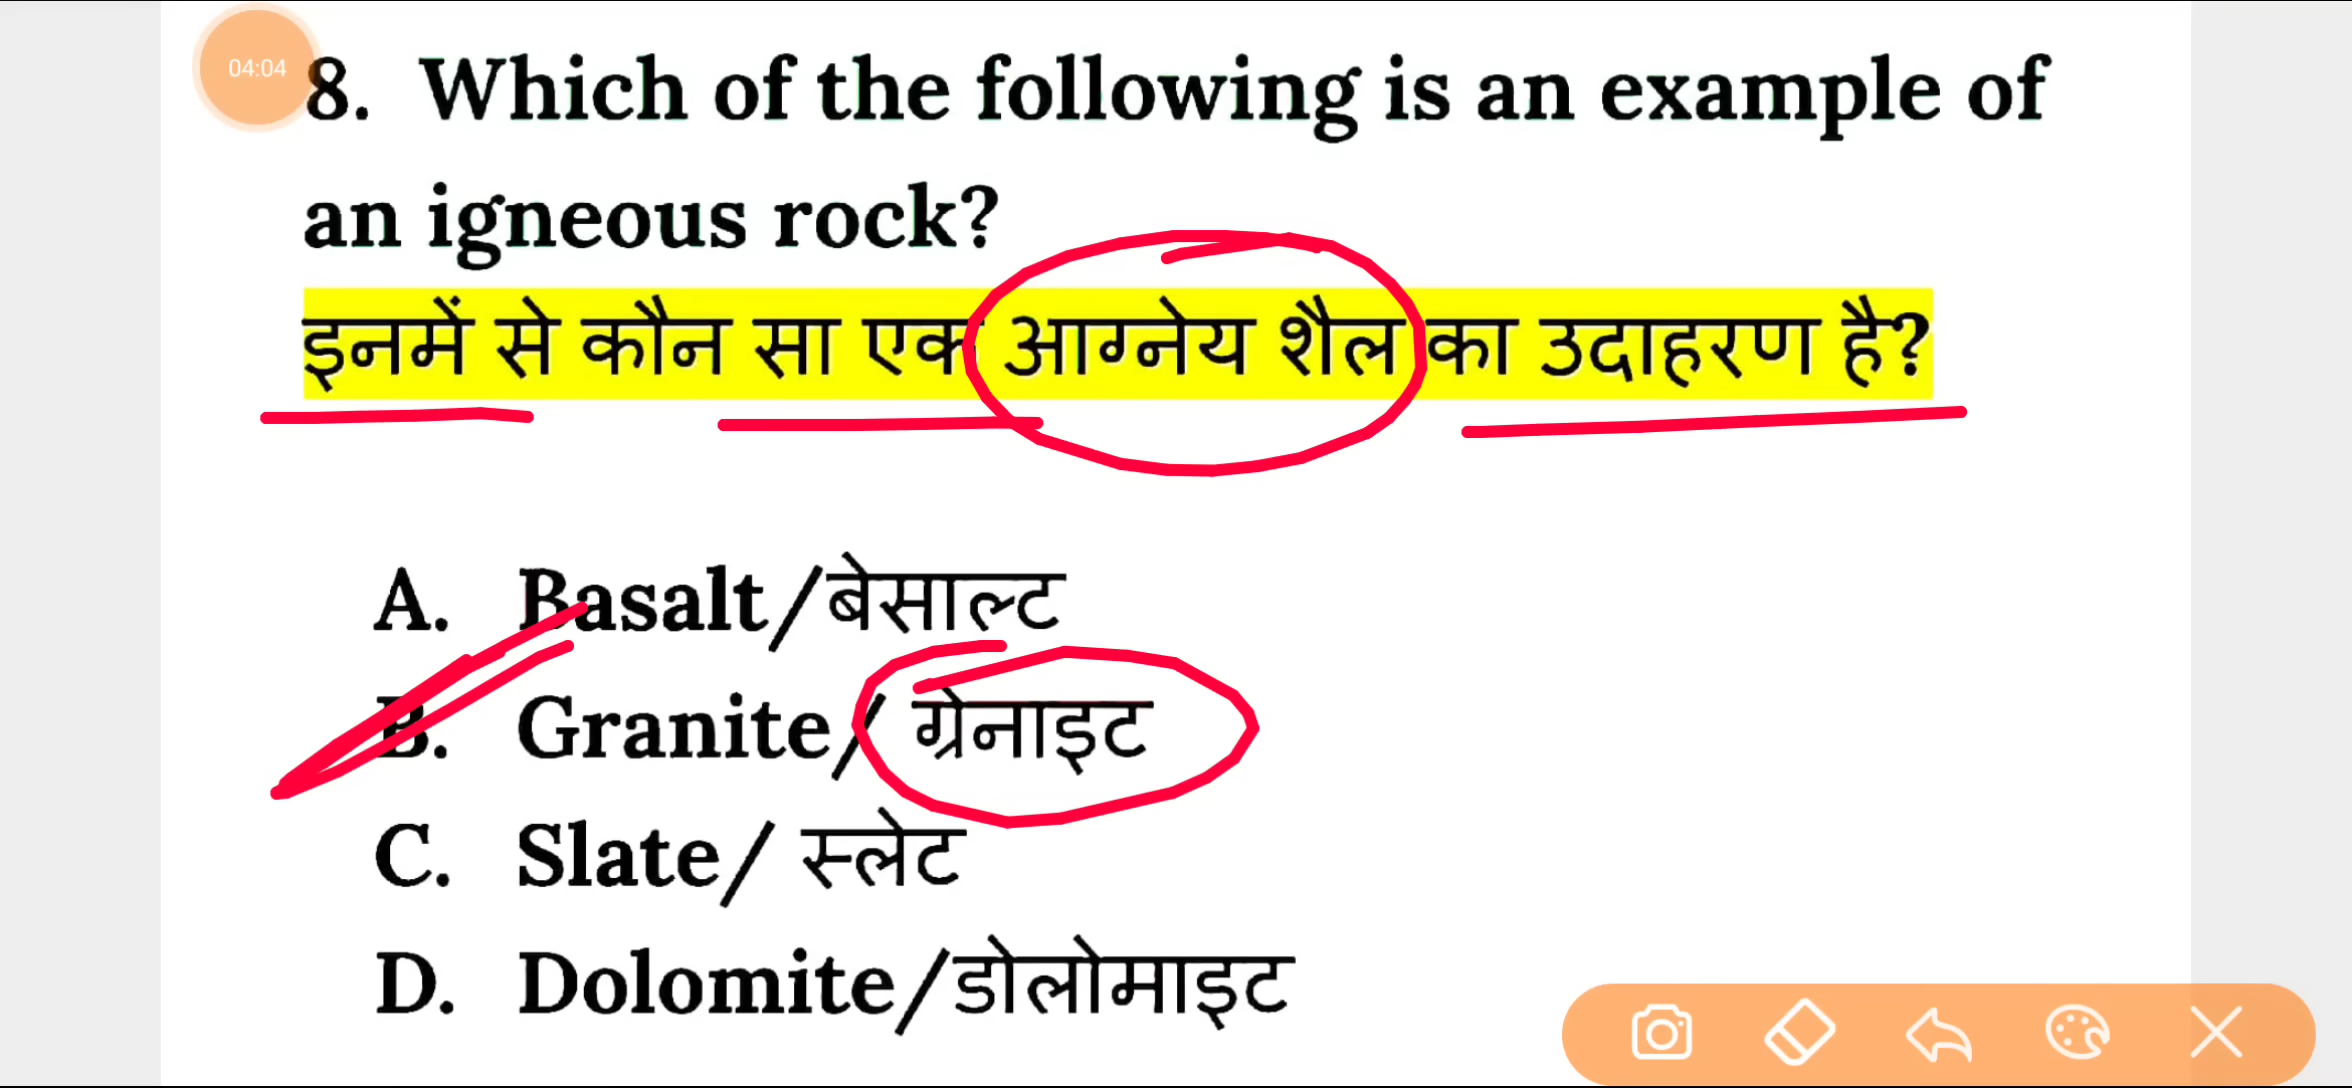 04:04
8. Which of the following is an example of
an igneous rock?
इनमें से कौन सा एक आग्नेय शैल का उदाहरण है?
A. Basalt/बेसाल्ट
B. Granite/ ग्रेनाइट
C. Slate/ स्लेट
D. Dolomite/डोलोमाइट